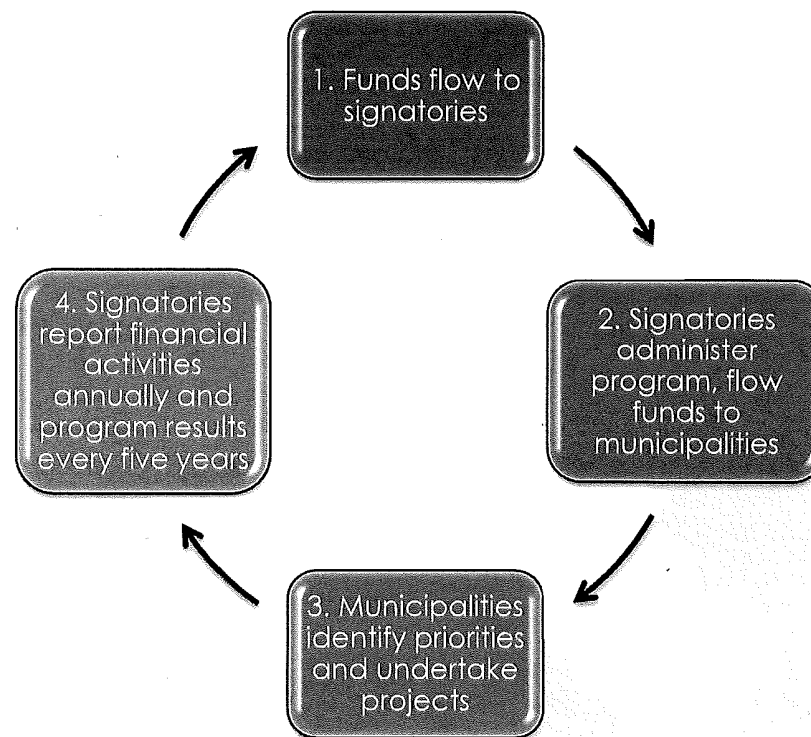 1. Funds flow to
signatories
2. Signatories
administer
program, flow
funds to
municipalities
3. Municipalities
identify priorities
and undertake
projects
4. Signatories
report financial
activities
annually and
program results
every five years